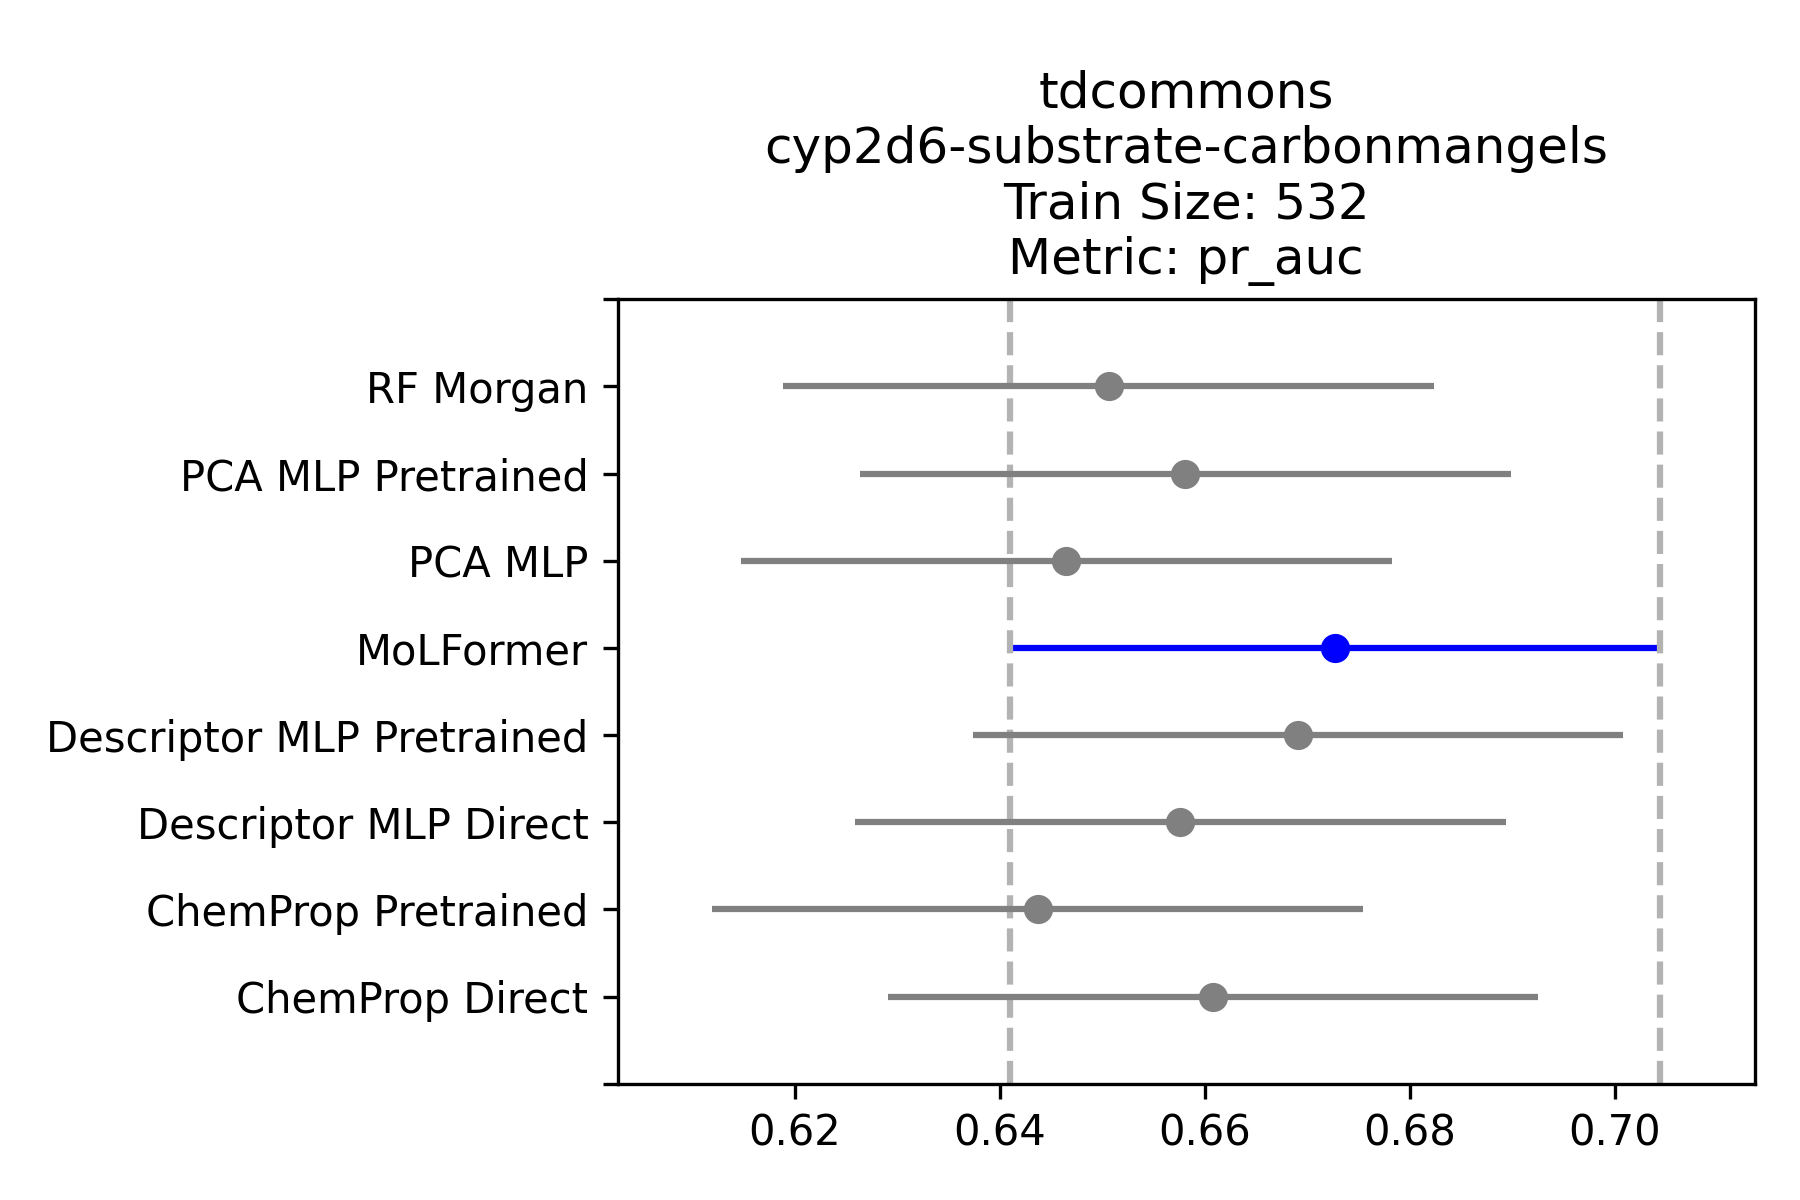 tdcommons
cyp2d6-substrate-carbonmangels
Train Size: 532
Metric: pr_auc
RF Morgan
PCA MLP Pretrained
PCA MLP
MoLFormer
Descriptor MLP Pretrained
Descriptor MLP Direct
ChemProp Pretrained
ChemProp Direct
0.62 0.64 0.66 0.68 0.70